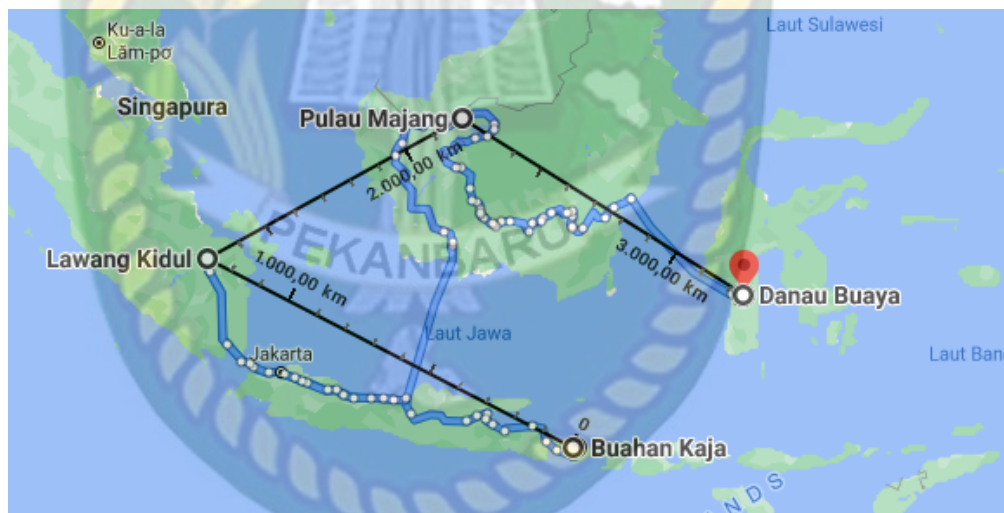 Laut Sulawesi
Ku-a-la
Lăm-pơ
Singapura
Pulau Majang
2.000,00 km
PEKANBARU
Lawang Kidul
1.000,00 km
3.000,00 km
Danau Buaya
Laut Jawa
Jakarta
Laut Ban
0
Buahan Kaja
NDS